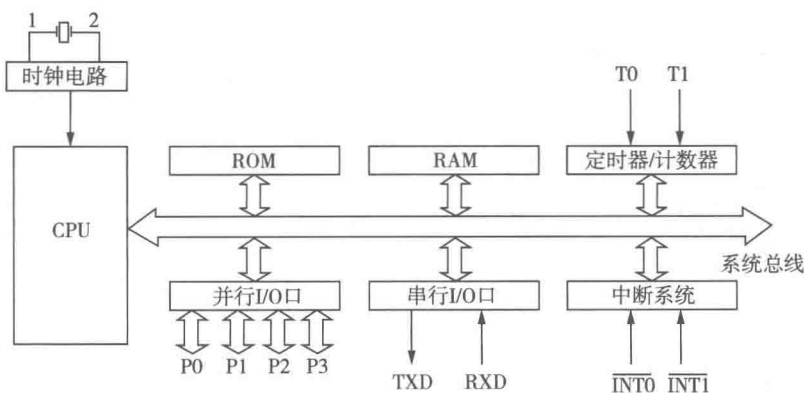 1 2
时钟电路
T0 T1
ROM RAM 定时器/计数器
CPU
系统总线
并行I/O口 串行I/O口 中断系统
P0 P1 P2 P3
TXD RXD I̅N̅T̅0̅ I̅N̅T̅1̅